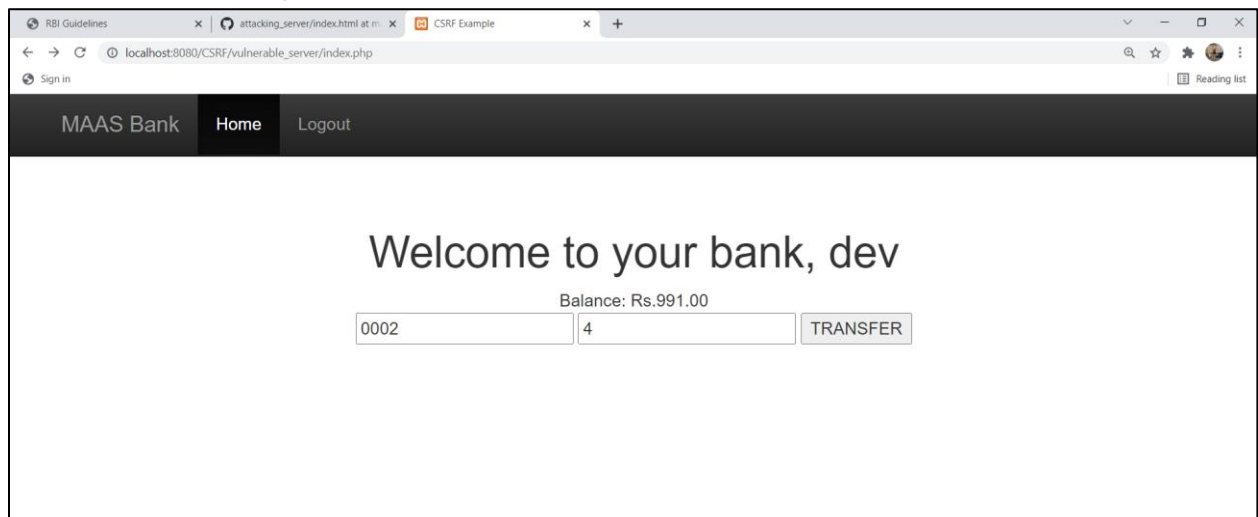 RBI Guidelines attacking_server/index.html at m CSRF Example
localhost:8080/CSRF/vulnerable_server/index.php
Sign in Reading list
MAAS Bank Home Logout
Welcome to your bank, dev
Balance: Rs.991.00
0002 4 TRANSFER